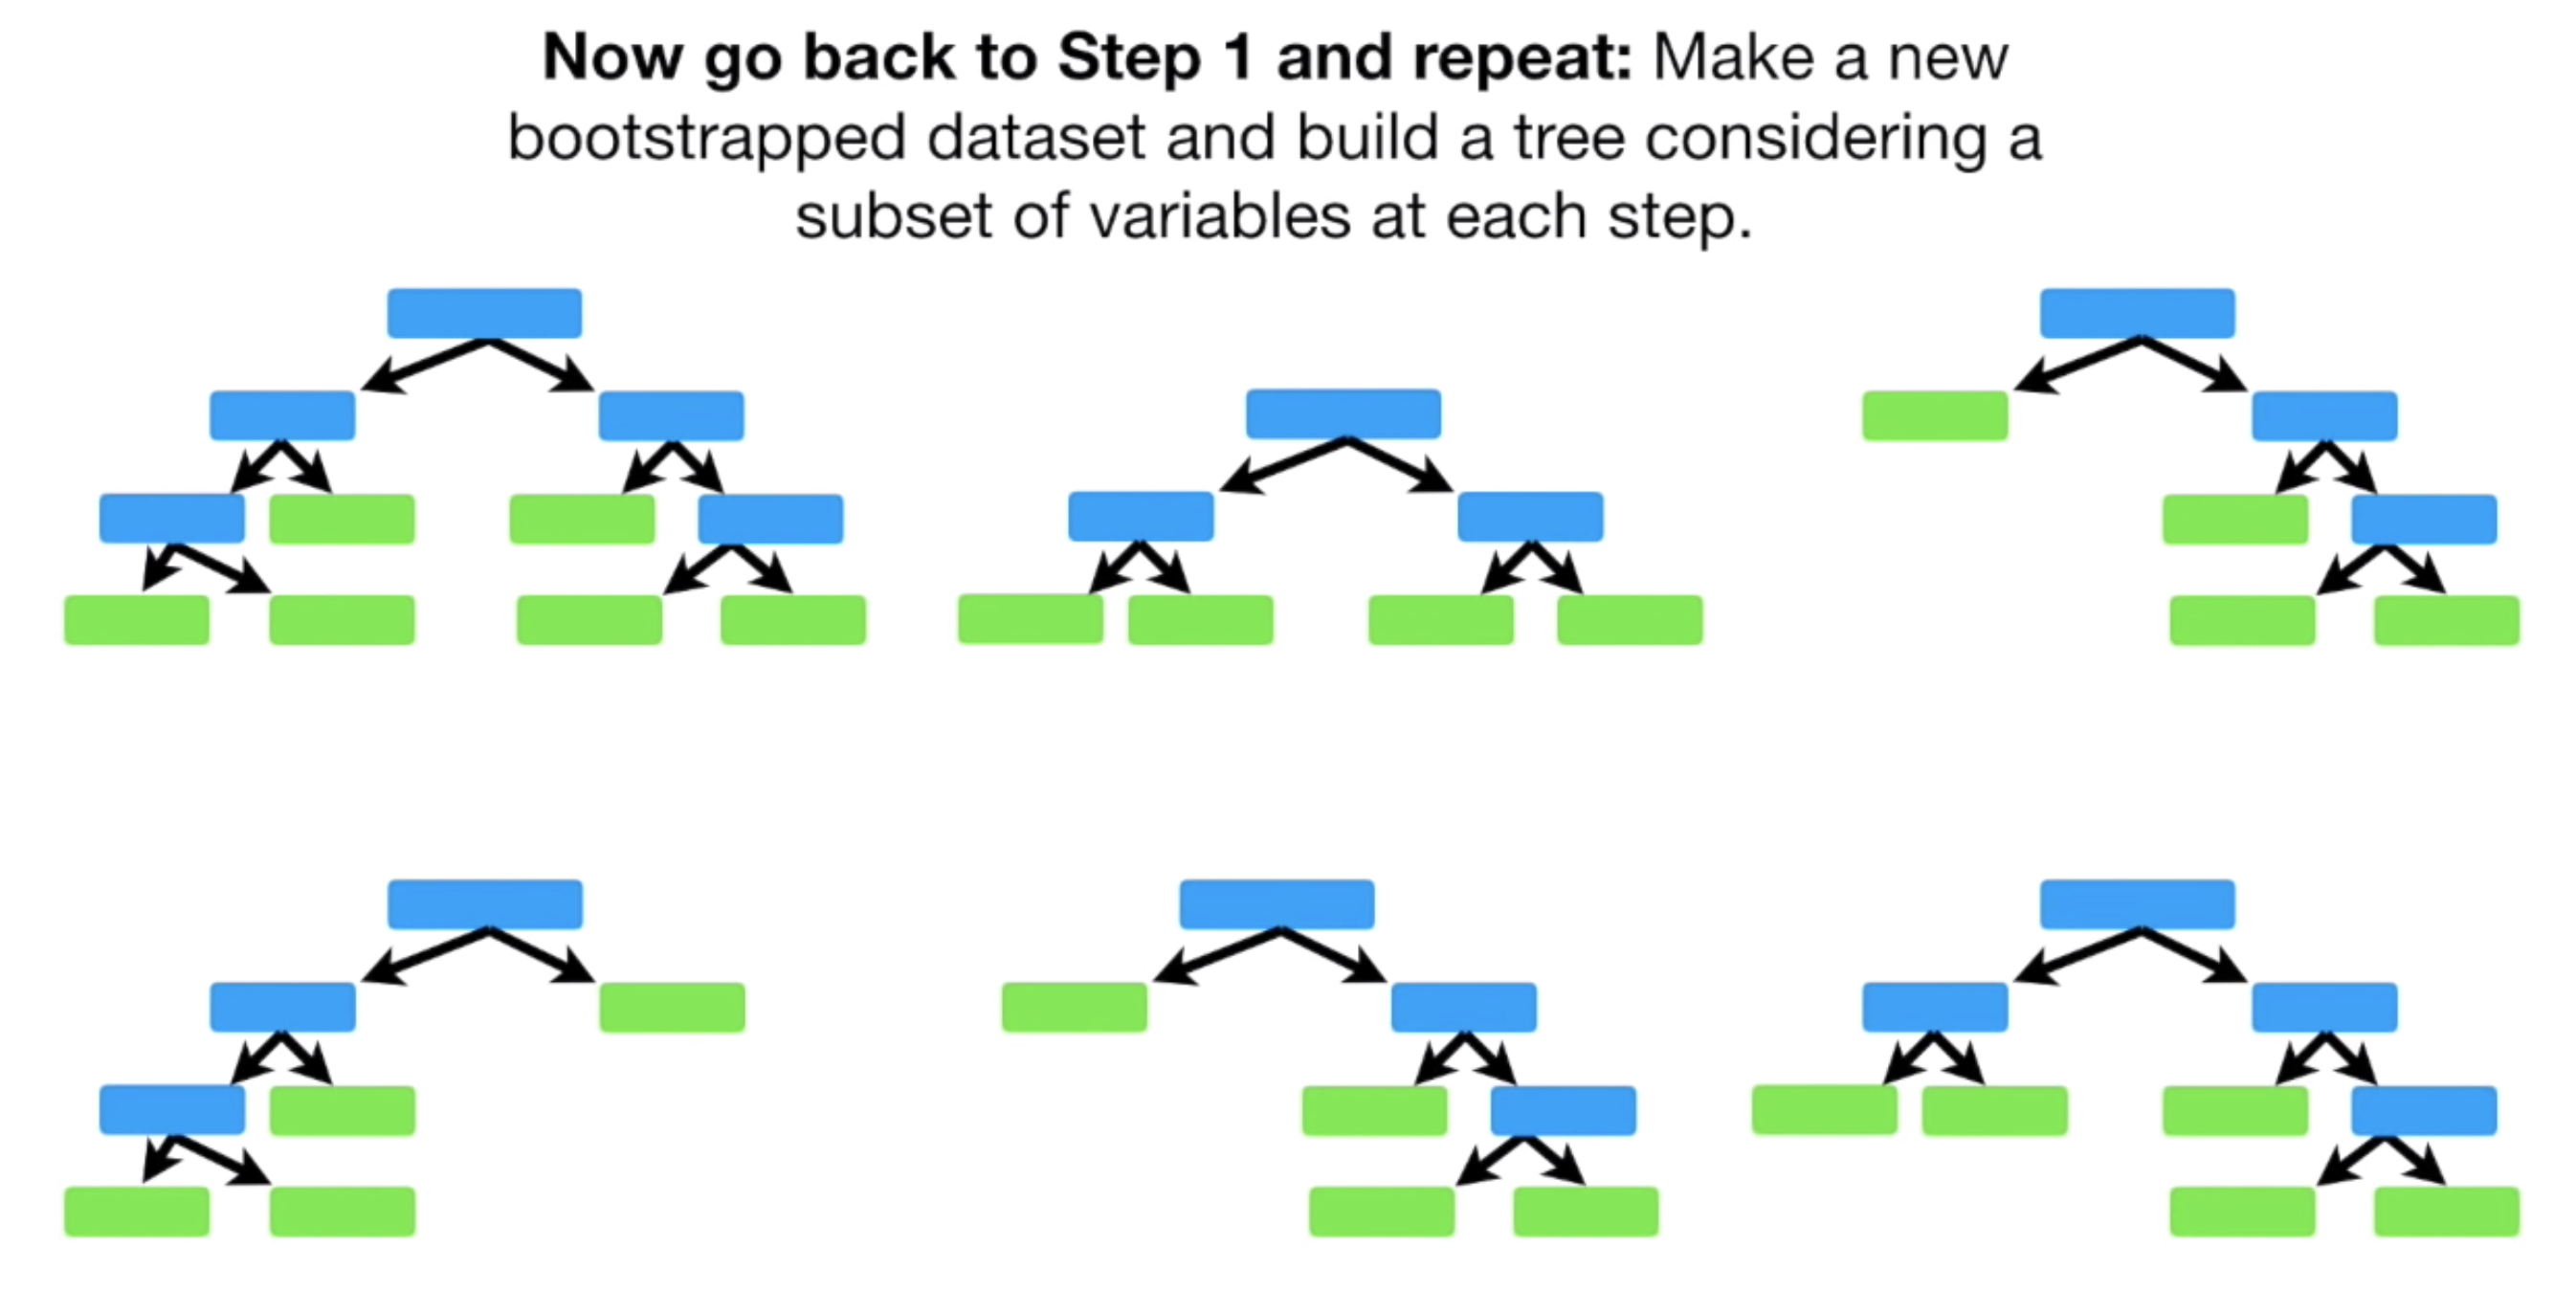 Now go back to Step 1 and repeat: Make a new
bootstrapped dataset and build a tree considering a
subset of variables at each step.